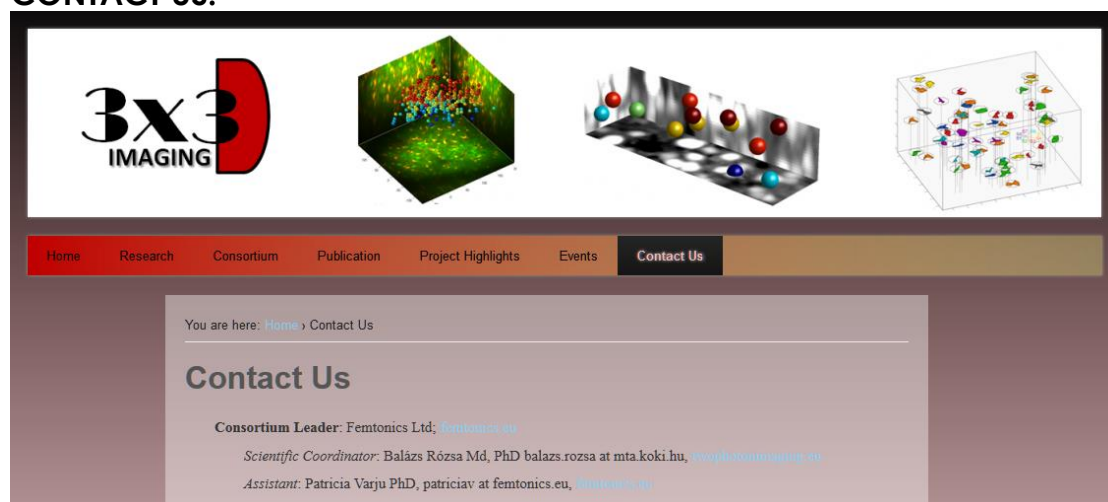 CONTACT US:
3x3
IMAGING
Home Research Consortium Publication Project Highlights Events Contact Us
You are here: Home › Contact Us
Contact Us
Consortium Leader: Femtonics Ltd; femtonics.eu
Scientific Coordinator: Balázs Rózsa Md, PhD balazs.rozsa at mta.koki.hu,
Assistant: Patricia Varju PhD, patriciav at femtonics.eu, femtonics.eu